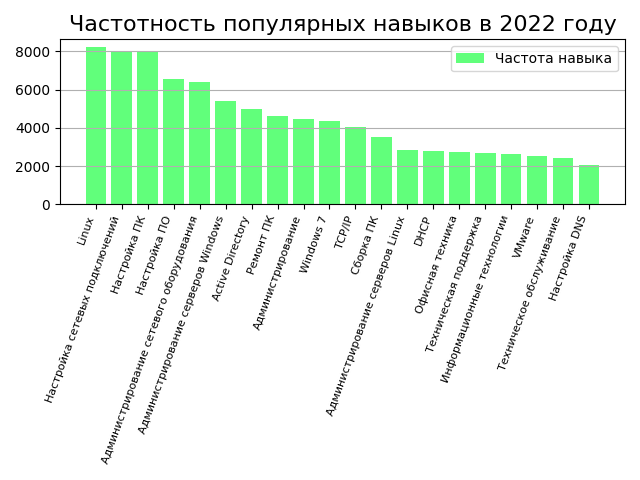 Частотность популярных навыков в 2022 году
Частота навыка
8000
6000
4000
2000
0
Linux
Настройка сетевых подключений
Настройка ПК
Настройка ПО
Администрирование сетевого оборудования
Администрирование серверов Windows
Active Directory
Ремонт ПК
Администрирование
Windows 7
TCP/IP
Сборка ПК
Администрирование серверов Linux
DHCP
Офисная техника
Техническая поддержка
Информационные технологии
VMware
Техническое обслуживание
Настройка DNS